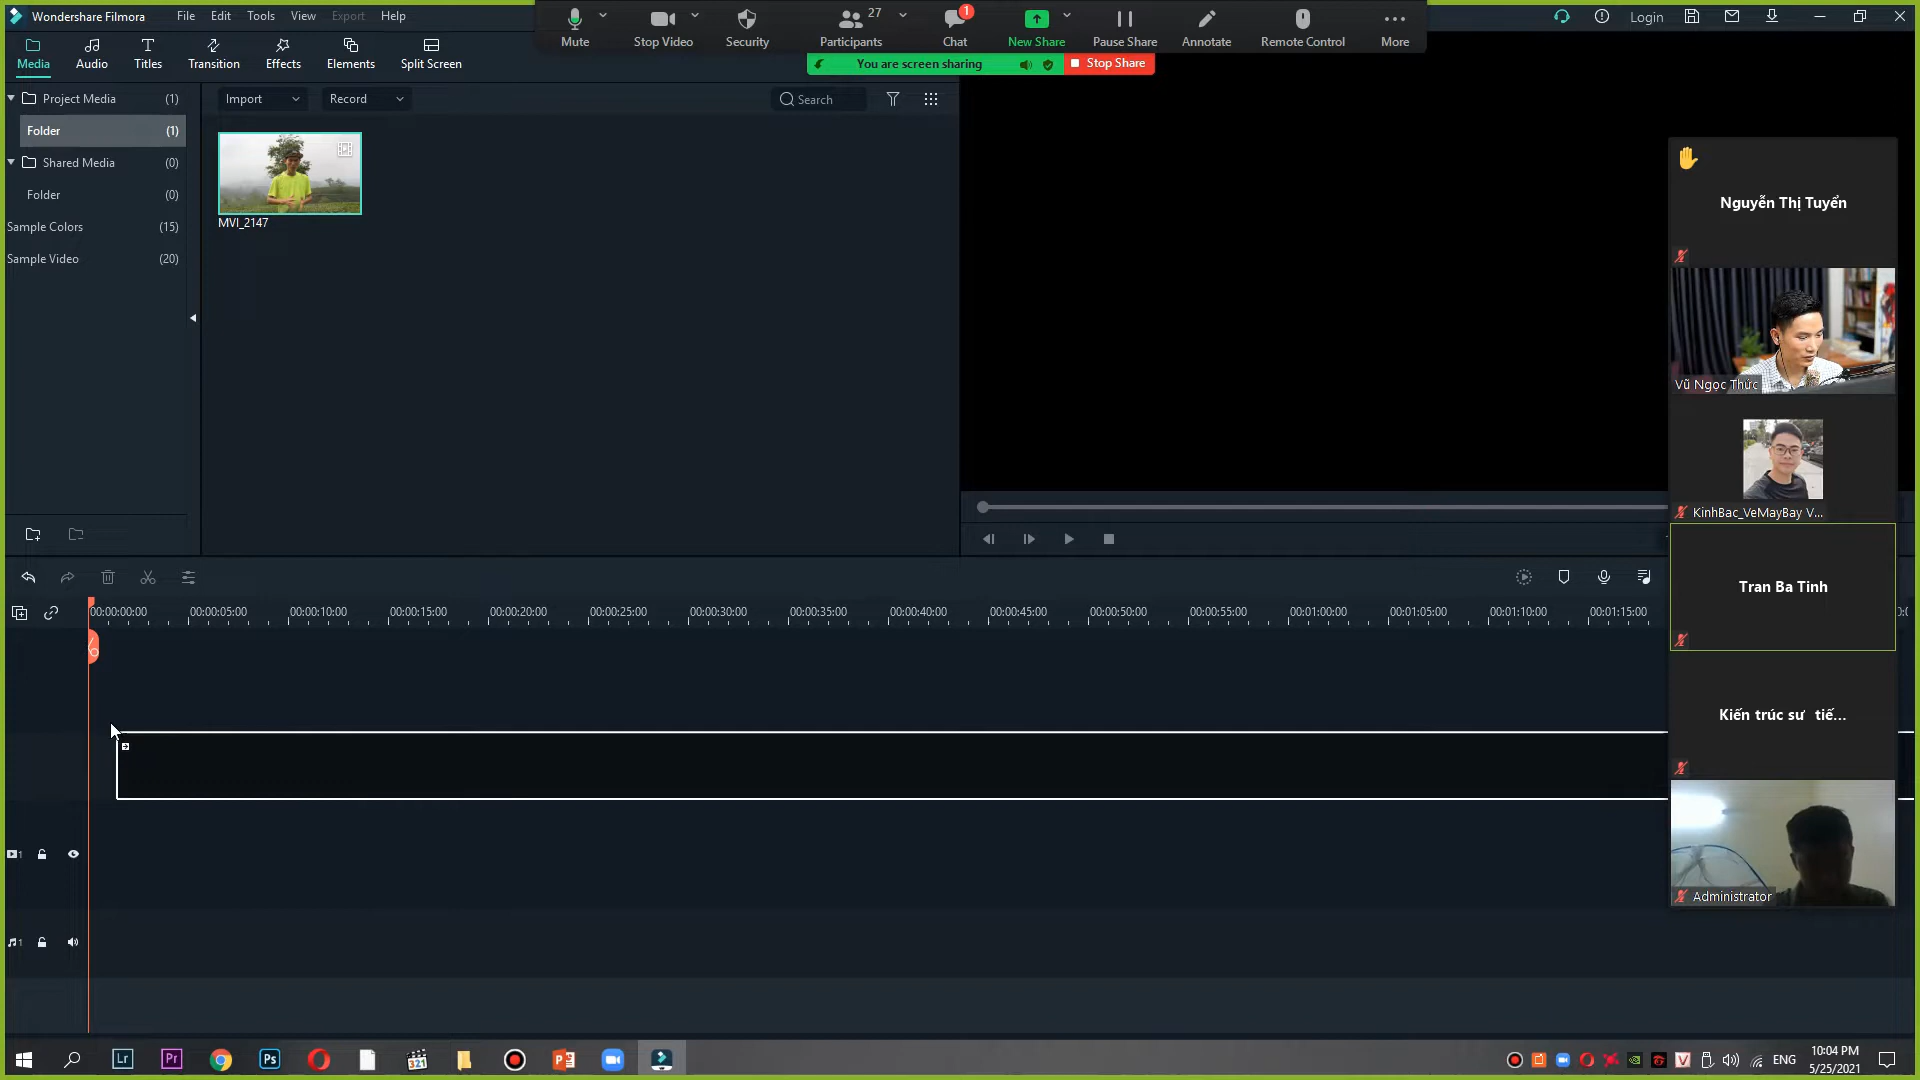 Wondershare Filmora File Edit Tools View Export Help
Mute Stop Video Security Participants 27 Chat 1 New Share Pause Share Annotate Remote Control More
Login
You are screen sharing Stop Share
Media Audio Titles Transition Effects Elements Split Screen
Project Media (1)
Folder (1)
Shared Media (0)
Folder (0)
Sample Colors (15)
Sample Video (20)
Import Record Search
MVI_2147
Nguyễn Thị Tuyển
Vũ Ngọc Thức
KinhBac_VeMayBay V...
Tran Ba Tinh
Kiến trúc sư tiế...
Administrator
00:00:00:00 00:00:05:00 00:00:10:00 00:00:15:00 00:00:20:00 00:00:25:00 00:00:30:00 00:00:35:00 00:00:40:00 00:00:45:00 00:00:50:00 00:00:55:00 00:01:00:00 00:01:05:00 00:01:10:00 00:01:15:00
1
1
Lr Pr Ps 321
ENG
10:04 PM
5/25/2021